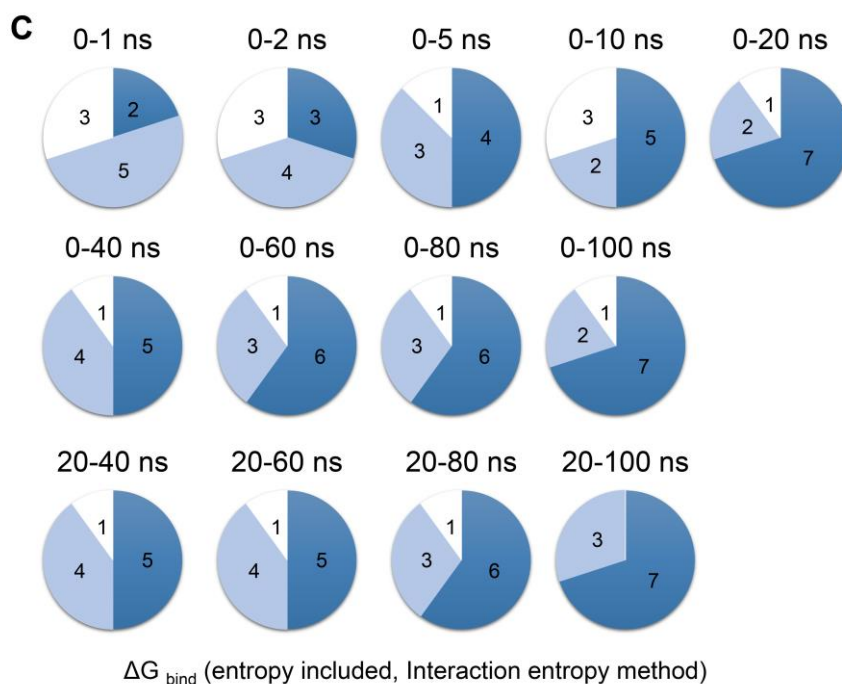 C
0-1 ns 0-2 ns 0-5 ns 0-10 ns 0-20 ns
3 2 5 3 3 4 1 3 4 3 2 5 1 2 7
0-40 ns 0-60 ns 0-80 ns 0-100 ns
1 4 5 1 3 6 1 3 6 1 2 7
20-40 ns 20-60 ns 20-80 ns 20-100 ns
1 4 5 1 4 5 1 3 6 3 7
ΔG bind (entropy included, Interaction entropy method)